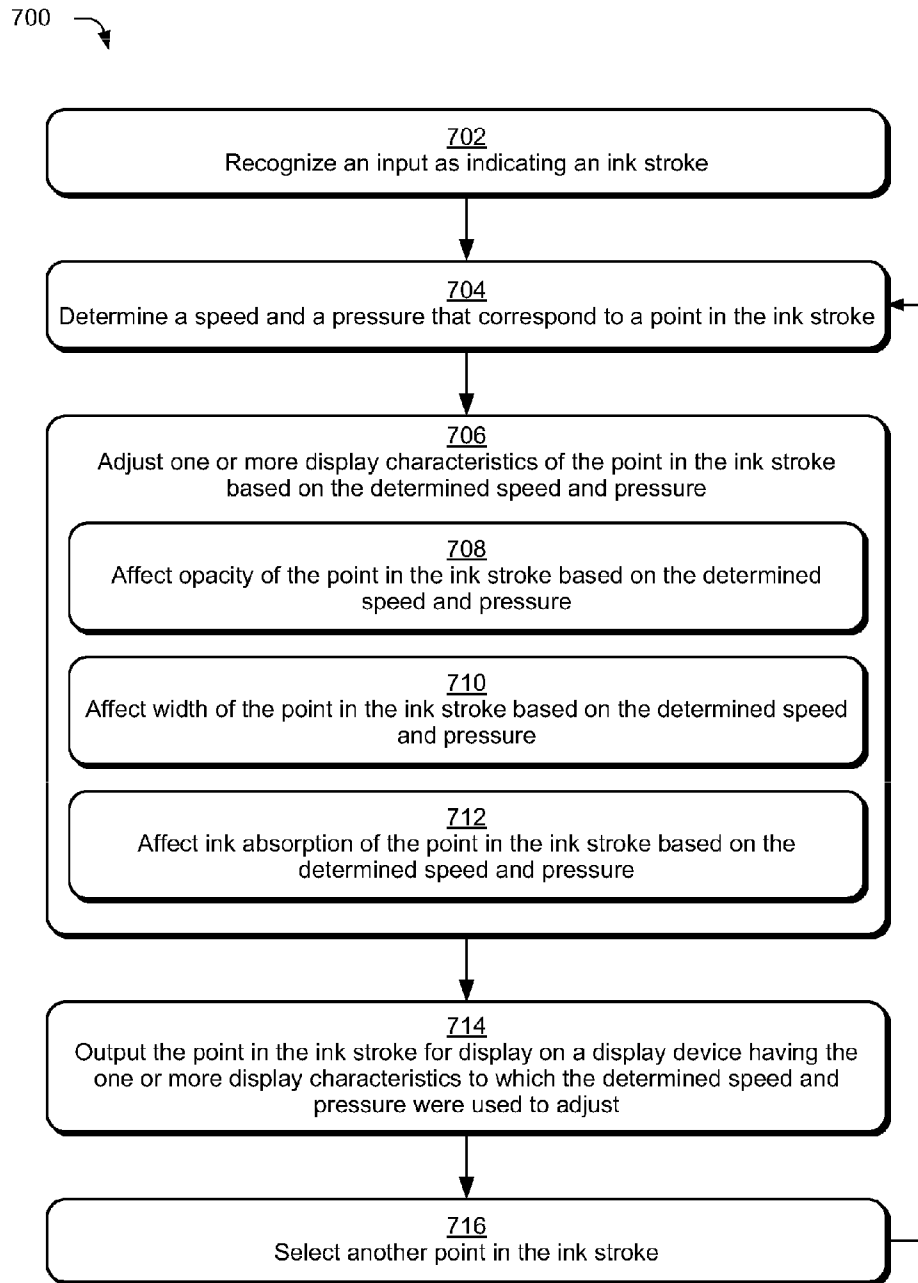 700
702
Recognize an input as indicating an ink stroke
704
Determine a speed and a pressure that correspond to a point in the ink stroke
706
Adjust one or more display characteristics of the point in the ink stroke
based on the determined speed and pressure
708
Affect opacity of the point in the ink stroke based on the determined
speed and pressure
710
Affect width of the point in the ink stroke based on the determined speed
and pressure
712
Affect ink absorption of the point in the ink stroke based on the
determined speed and pressure
714
Output the point in the ink stroke for display on a display device having the
one or more display characteristics to which the determined speed and
pressure were used to adjust
716
Select another point in the ink stroke